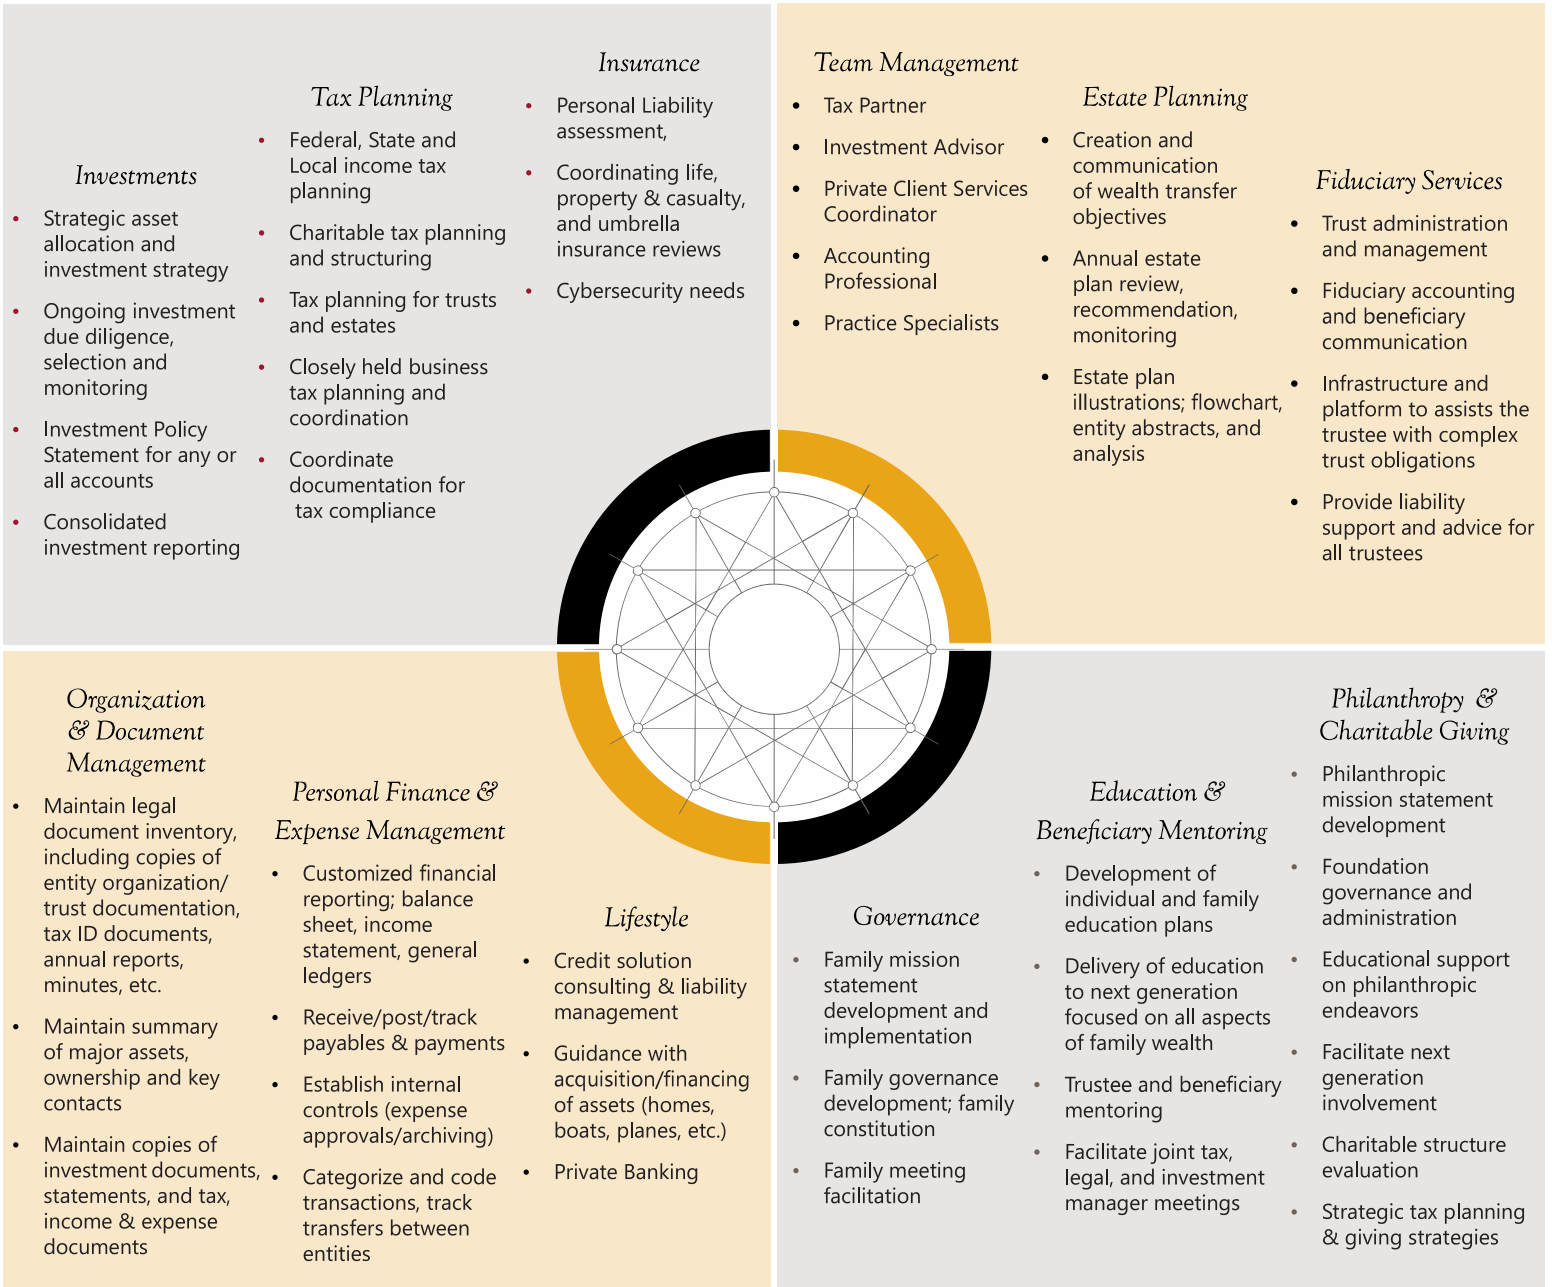 Investments
• Strategic asset
allocation and
investment strategy
• Ongoing investment
due diligence,
selection and
monitoring
• Investment Policy
Statement for any or
all accounts
• Consolidated
investment reporting
Tax Planning
• Federal, State and
Local income tax
planning
• Charitable tax planning
and structuring
• Tax planning for trusts
and estates
• Closely held business
tax planning and
coordination
• Coordinate
documentation for
tax compliance
Insurance
• Personal Liability
assessment,
• Coordinating life,
property & casualty,
and umbrella
insurance reviews
• Cybersecurity needs
Team Management
• Tax Partner
• Investment Advisor
• Private Client Services
Coordinator
• Accounting
Professional
• Practice Specialists
Estate Planning
• Creation and
communication
of wealth transfer
objectives
• Annual estate
plan review,
recommendation,
monitoring
• Estate plan
illustrations; flowchart,
entity abstracts, and
analysis
Fiduciary Services
• Trust administration
and management
• Fiduciary accounting
and beneficiary
communication
• Infrastructure and
platform to assists the
trustee with complex
trust obligations
• Provide liability
support and advice for
all trustees
Organization
& Document
Management
• Maintain legal
document inventory,
including copies of
entity organization/
trust documentation,
tax ID documents,
annual reports,
minutes, etc.
• Maintain summary
of major assets,
ownership and key
contacts
• Maintain copies of
investment documents,
statements, and tax,
income & expense
documents
Personal Finance &
Expense Management
• Customized financial
reporting; balance
sheet, income
statement, general
ledgers
• Receive/post/track
payables & payments
• Establish internal
controls (expense
approvals/archiving)
• Categorize and code
transactions, track
transfers between
entities
Lifestyle
• Credit solution
consulting & liability
management
• Guidance with
acquisition/financing
of assets (homes,
boats, planes, etc.)
• Private Banking
Governance
• Family mission
statement
development and
implementation
• Family governance
development; family
constitution
• Family meeting
facilitation
Education &
Beneficiary Mentoring
• Development of
individual and family
education plans
• Delivery of education
to next generation
focused on all aspects
of family wealth
• Trustee and beneficiary
mentoring
• Facilitate joint tax,
legal, and investment
manager meetings
Philanthropy &
Charitable Giving
• Philanthropic
mission statement
development
• Foundation
governance and
administration
• Educational support
on philanthropic
endeavors
• Facilitate next
generation
involvement
• Charitable structure
evaluation
• Strategic tax planning
& giving strategies